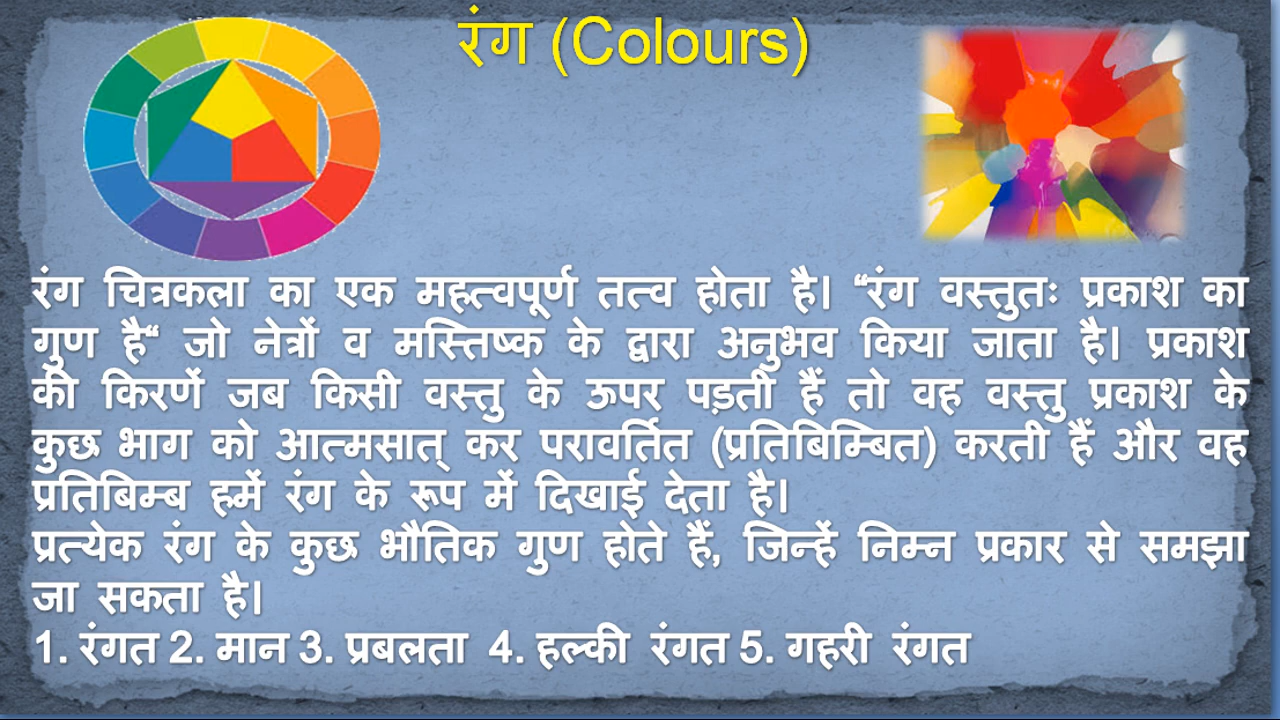 रंग (Colours)
रंग चित्रकला का एक महत्वपूर्ण तत्व होता है। “रंग वस्तुतः प्रकाश का
गुण है“ जो नेत्रों व मस्तिष्क के द्वारा अनुभव किया जाता है। प्रकाश
की किरणें जब किसी वस्तु के ऊपर पड़ती हैं तो वह वस्तु प्रकाश के
कुछ भाग को आत्मसात् कर परावर्तित (प्रतिबिम्बित) करती हैं और वह
प्रतिबिम्ब हमें रंग के रूप में दिखाई देता है।
प्रत्येक रंग के कुछ भौतिक गुण होते हैं, जिन्हें निम्न प्रकार से समझा
जा सकता है।
1. रंगत 2. मान 3. प्रबलता 4. हल्की रंगत 5. गहरी रंगत